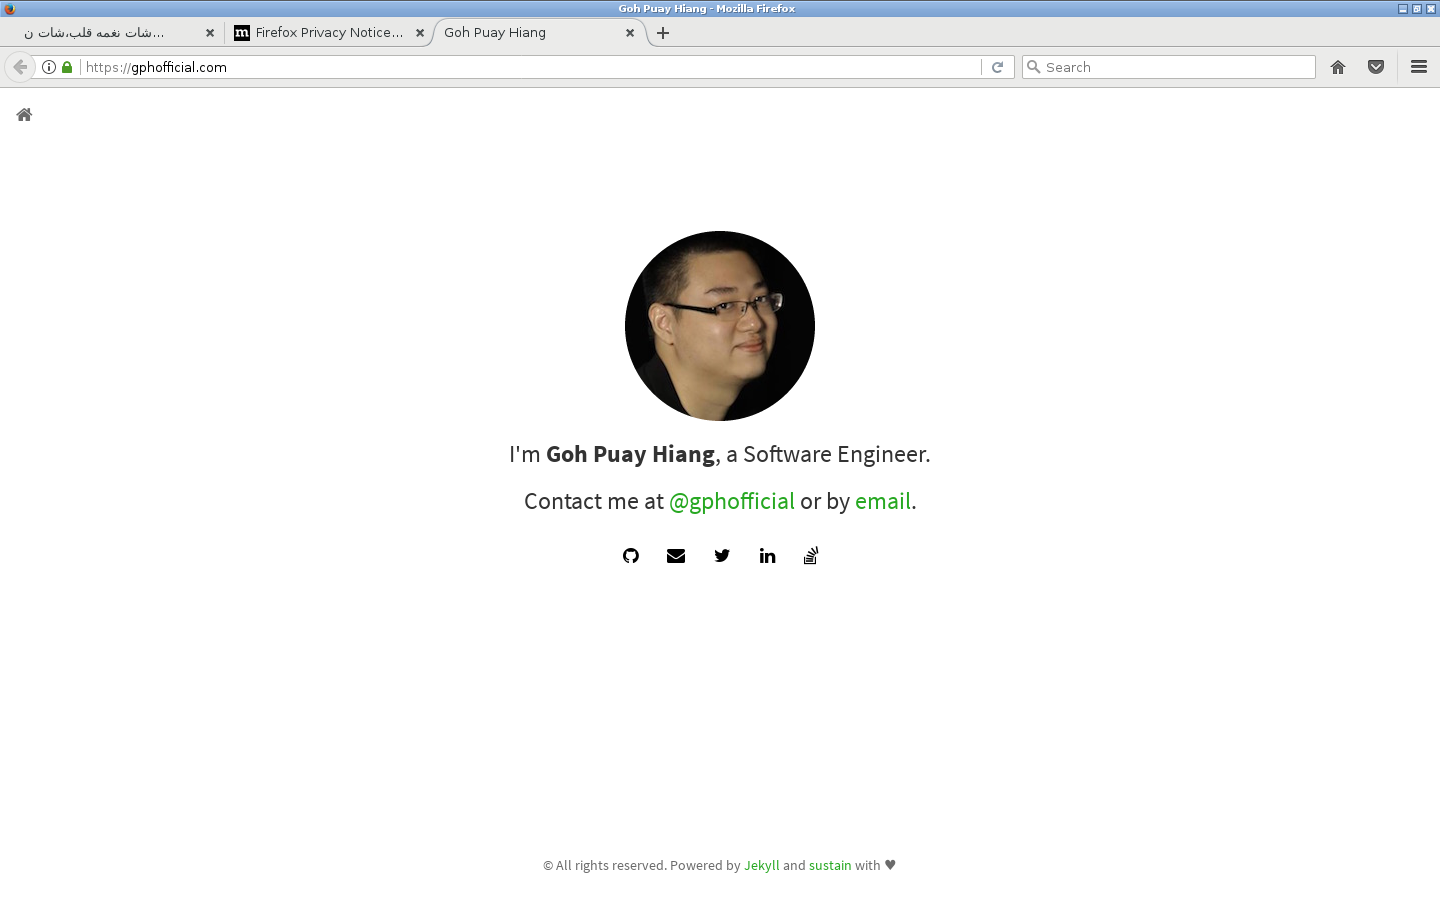 Goh Puay Hiang - Mozilla Firefox
شات نغمه قلب،شات ن...
m Firefox Privacy Notice...
Goh Puay Hiang
https://gphofficial.com
Search
I'm Goh Puay Hiang, a Software Engineer.
Contact me at @gphofficial or by email.
in
© All rights reserved. Powered by Jekyll and sustain with ♥